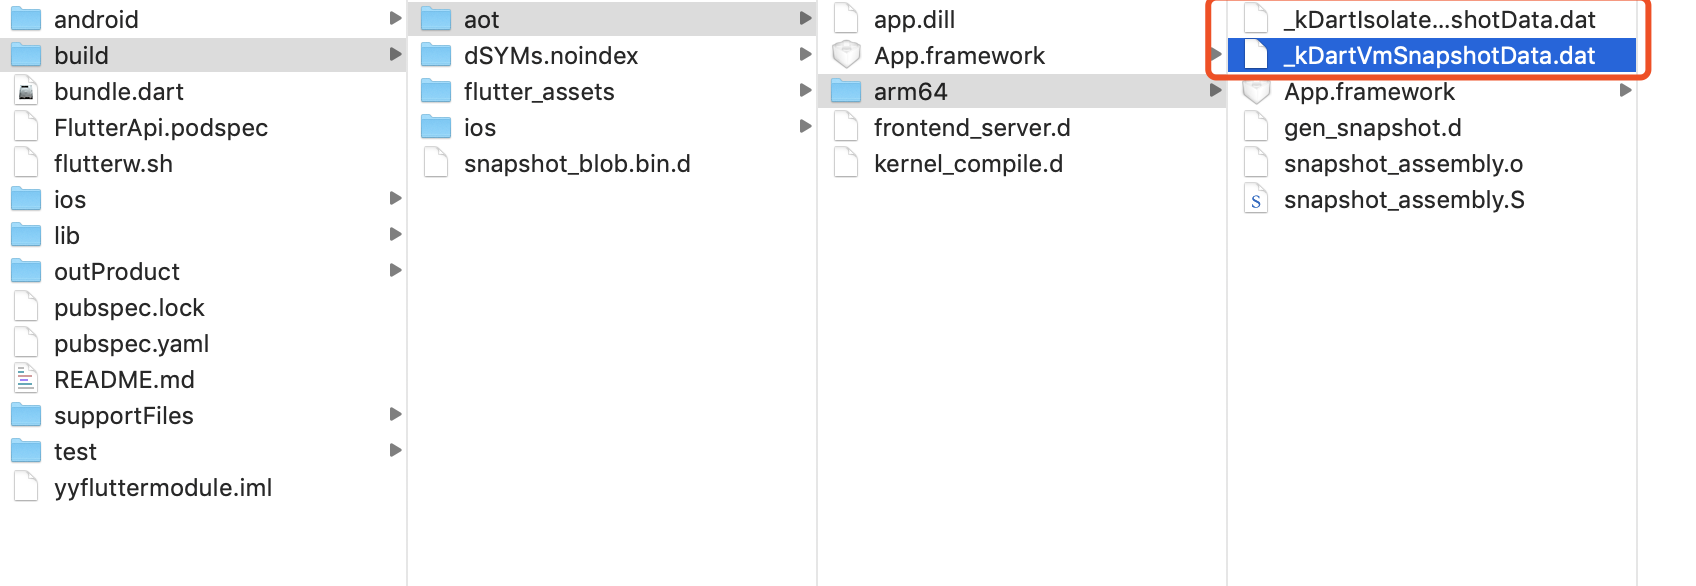 android
build
bundle.dart
FlutterApi.podspec
flutterw.sh
ios
lib
outProduct
pubspec.lock
pubspec.yaml
README.md
supportFiles
test
yyfluttermodule.iml
aot
dSYMs.noindex
flutter_assets
ios
snapshot_blob.bin.d
app.dill
App.framework
arm64
frontend_server.d
kernel_compile.d
_kDartIsolate...shotData.dat
_kDartVmSnapshotData.dat
App.framework
gen_snapshot.d
snapshot_assembly.o
S snapshot_assembly.S